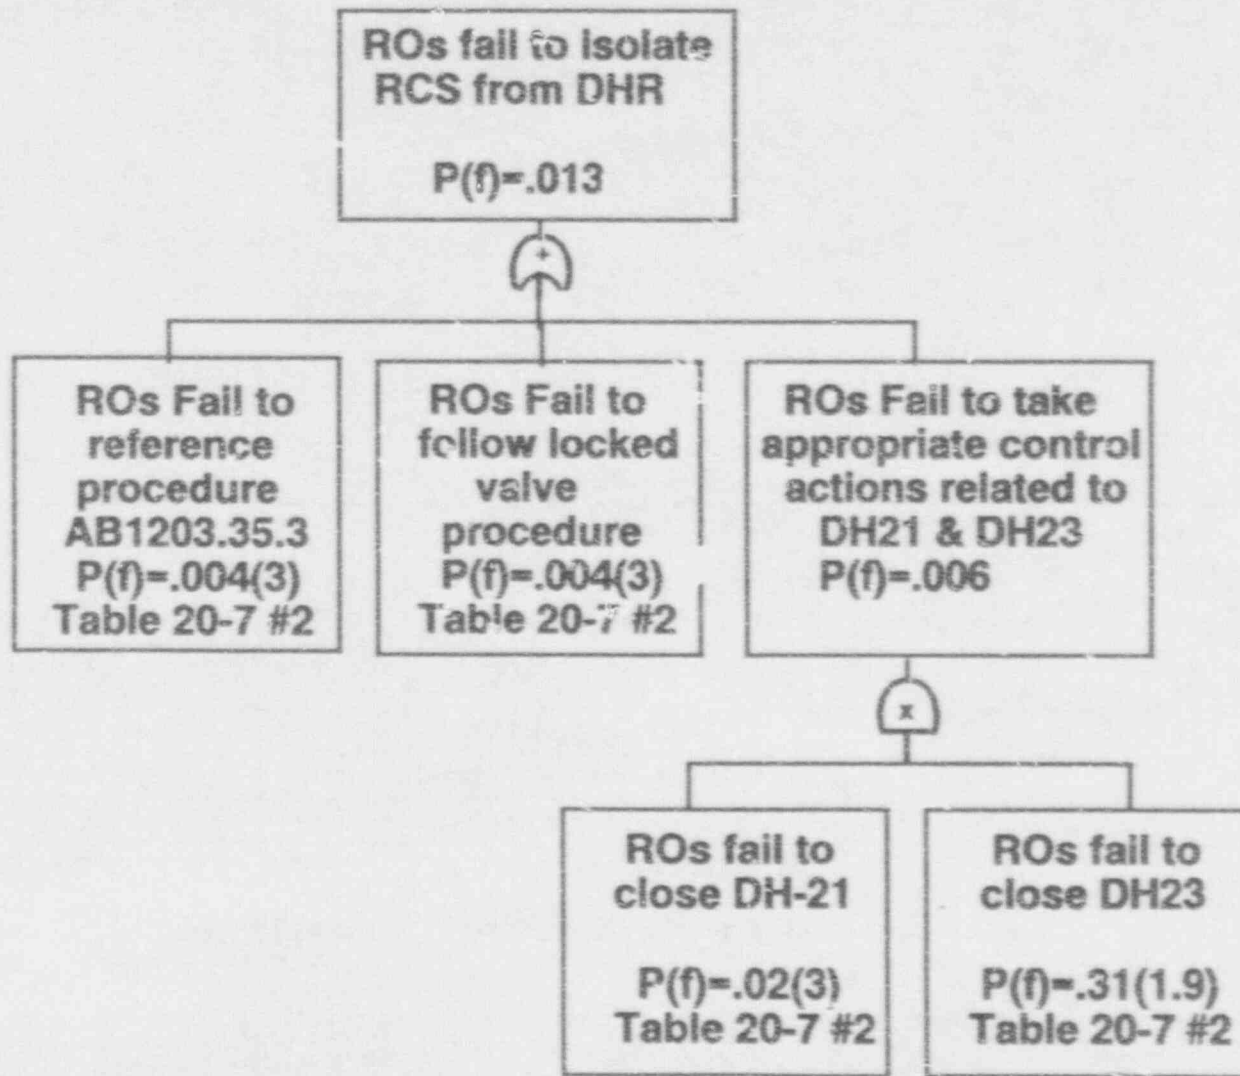 ROs fail to isolate
RCS from DHR
P(f)=.013
+
ROs Fail to
reference
procedure
AB1203.35.3
P(f)=.004(3)
Table 20-7 #2
ROs Fail to
follow locked
valve
procedure
P(f)=.004(3)
Table 20-7 #2
ROs Fail to take
appropriate control
actions related to
DH21 & DH23
P(f)=.006
x
ROs fail to
close DH-21
P(f)=.02(3)
Table 20-7 #2
ROs fail to
close DH23
P(f)=.31(1.9)
Table 20-7 #2